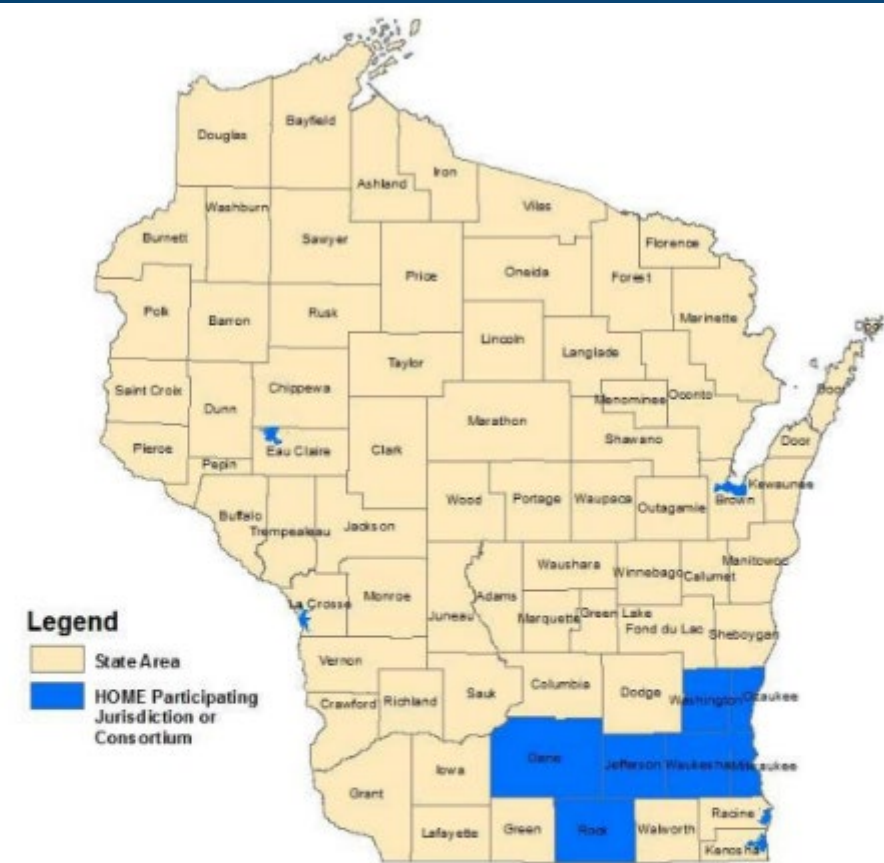 Douglas
Bayfield
Ashland
Iron
Vilas
Washburn
Burnett
Sawyer
Florence
Price
Oneida
Forest
Polk
Barron
Rusk
Marinette
Lincoln
Door
Taylor
Langlade
Saint Croix
Chippewa
Door
Dunn
Menominee
Oconto
Marathon
Pierce
Eau Claire
Clark
Shawano
Door
Pepin
Wood
Portage
Waupaca
Outagamie
Brown
Kewaunee
Buffalo
Trempealeau
Jackson
Waushara
Winnebago
Calumet
Manitowoc
La Crosse
Monroe
Juneau
Adams
Marquette
Green Lake
Fond du Lac
Sheboygan
Legend
State Area
HOME Participating
Jurisdiction or
Consortium
Vernon
Crawford
Richland
Sauk
Columbia
Dodge
Washington
Ozaukee
Grant
Iowa
Dane
Jefferson
Waukesha
Milwaukee
Lafayette
Green
Rock
Walworth
Racine
Kenosha